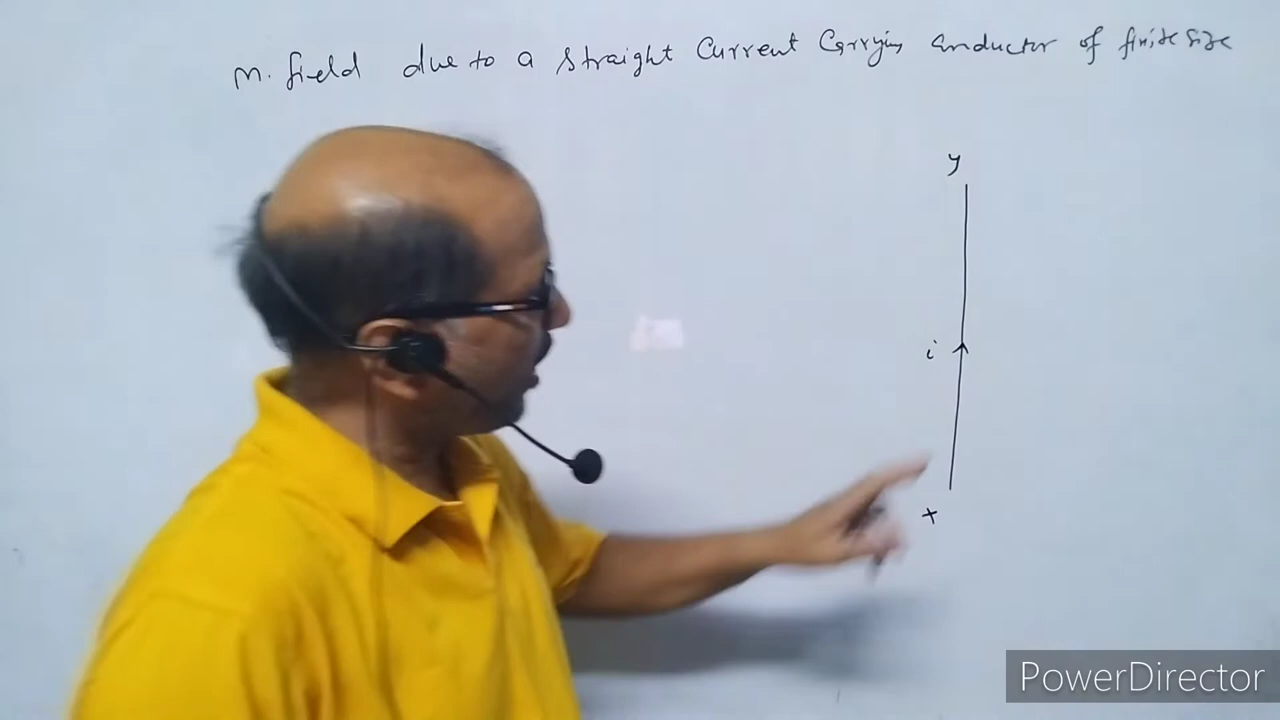 M. field due to a straight current carrying conductor of finite size
y
i
x
PowerDirector